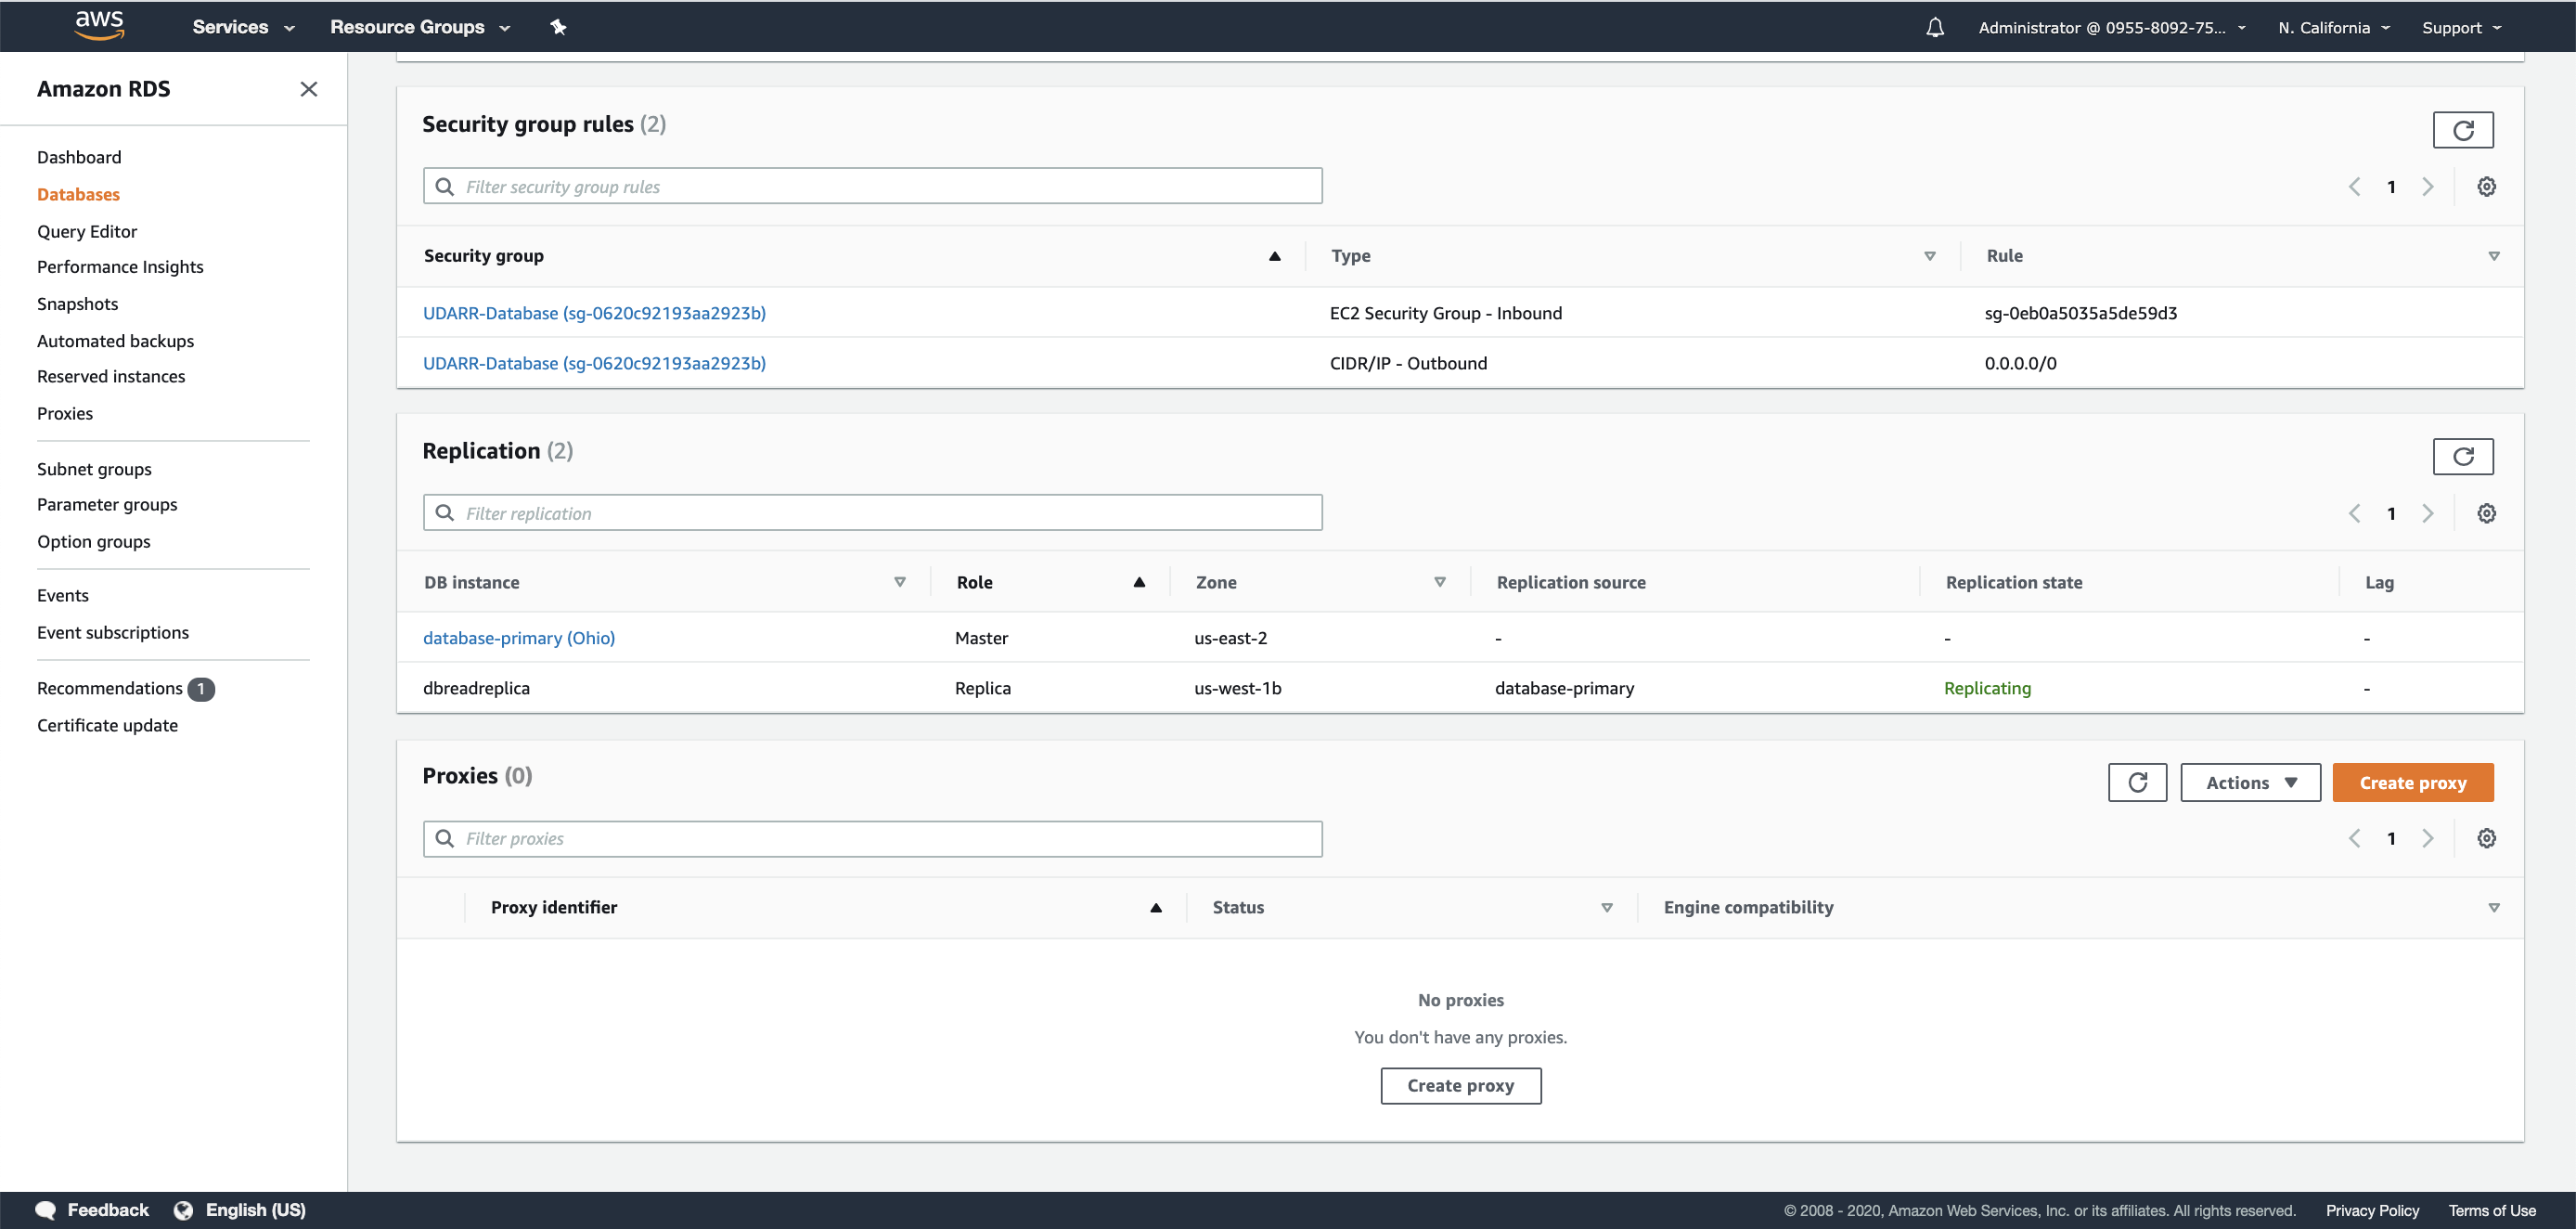 aws Services Resource Groups Administrator @ 0955-8092-75... N. California Support
Amazon RDS
Dashboard
Databases
Query Editor
Performance Insights
Snapshots
Automated backups
Reserved instances
Proxies
Subnet groups
Parameter groups
Option groups
Events
Event subscriptions
Recommendations 1
Certificate update
Security group rules (2)
Filter security group rules
1
Security group Type Rule
UDARR-Database (sg-0620c92193aa2923b) EC2 Security Group - Inbound sg-0eb0a5035a5de59d3
UDARR-Database (sg-0620c92193aa2923b) CIDR/IP - Outbound 0.0.0.0/0
Replication (2)
Filter replication
1
DB instance Role Zone Replication source Replication state Lag
database-primary (Ohio) Master us-east-2 - - -
dbreadreplica Replica us-west-1b database-primary Replicating -
Proxies (0)
Actions Create proxy
Filter proxies
1
Proxy identifier Status Engine compatibility
No proxies
You don't have any proxies.
Create proxy
Feedback English (US) © 2008 - 2020, Amazon Web Services, Inc. or its affiliates. All rights reserved. Privacy Policy Terms of Use